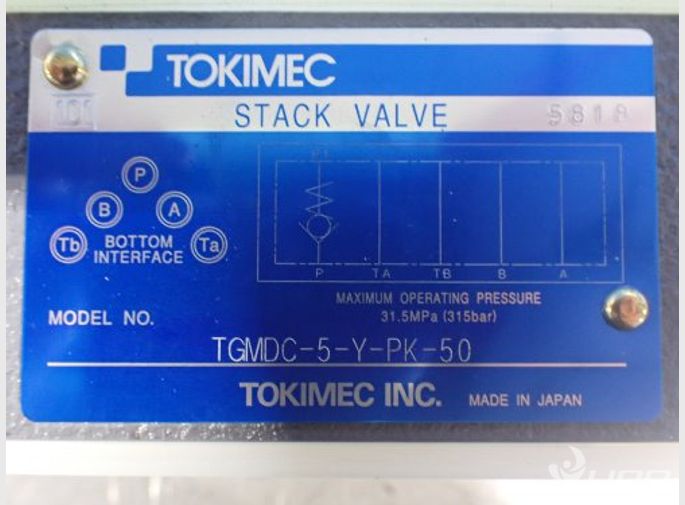 TOKIMEC
101
STACK VALVE 5818
P
B A
Tb BOTTOM INTERFACE Ta
P TA TB B A
MAXIMUM OPERATING PRESSURE
31.5MPa (315bar)
MODEL NO.
TGMDC-5-Y-PK-50
TOKIMEC INC. MADE IN JAPAN